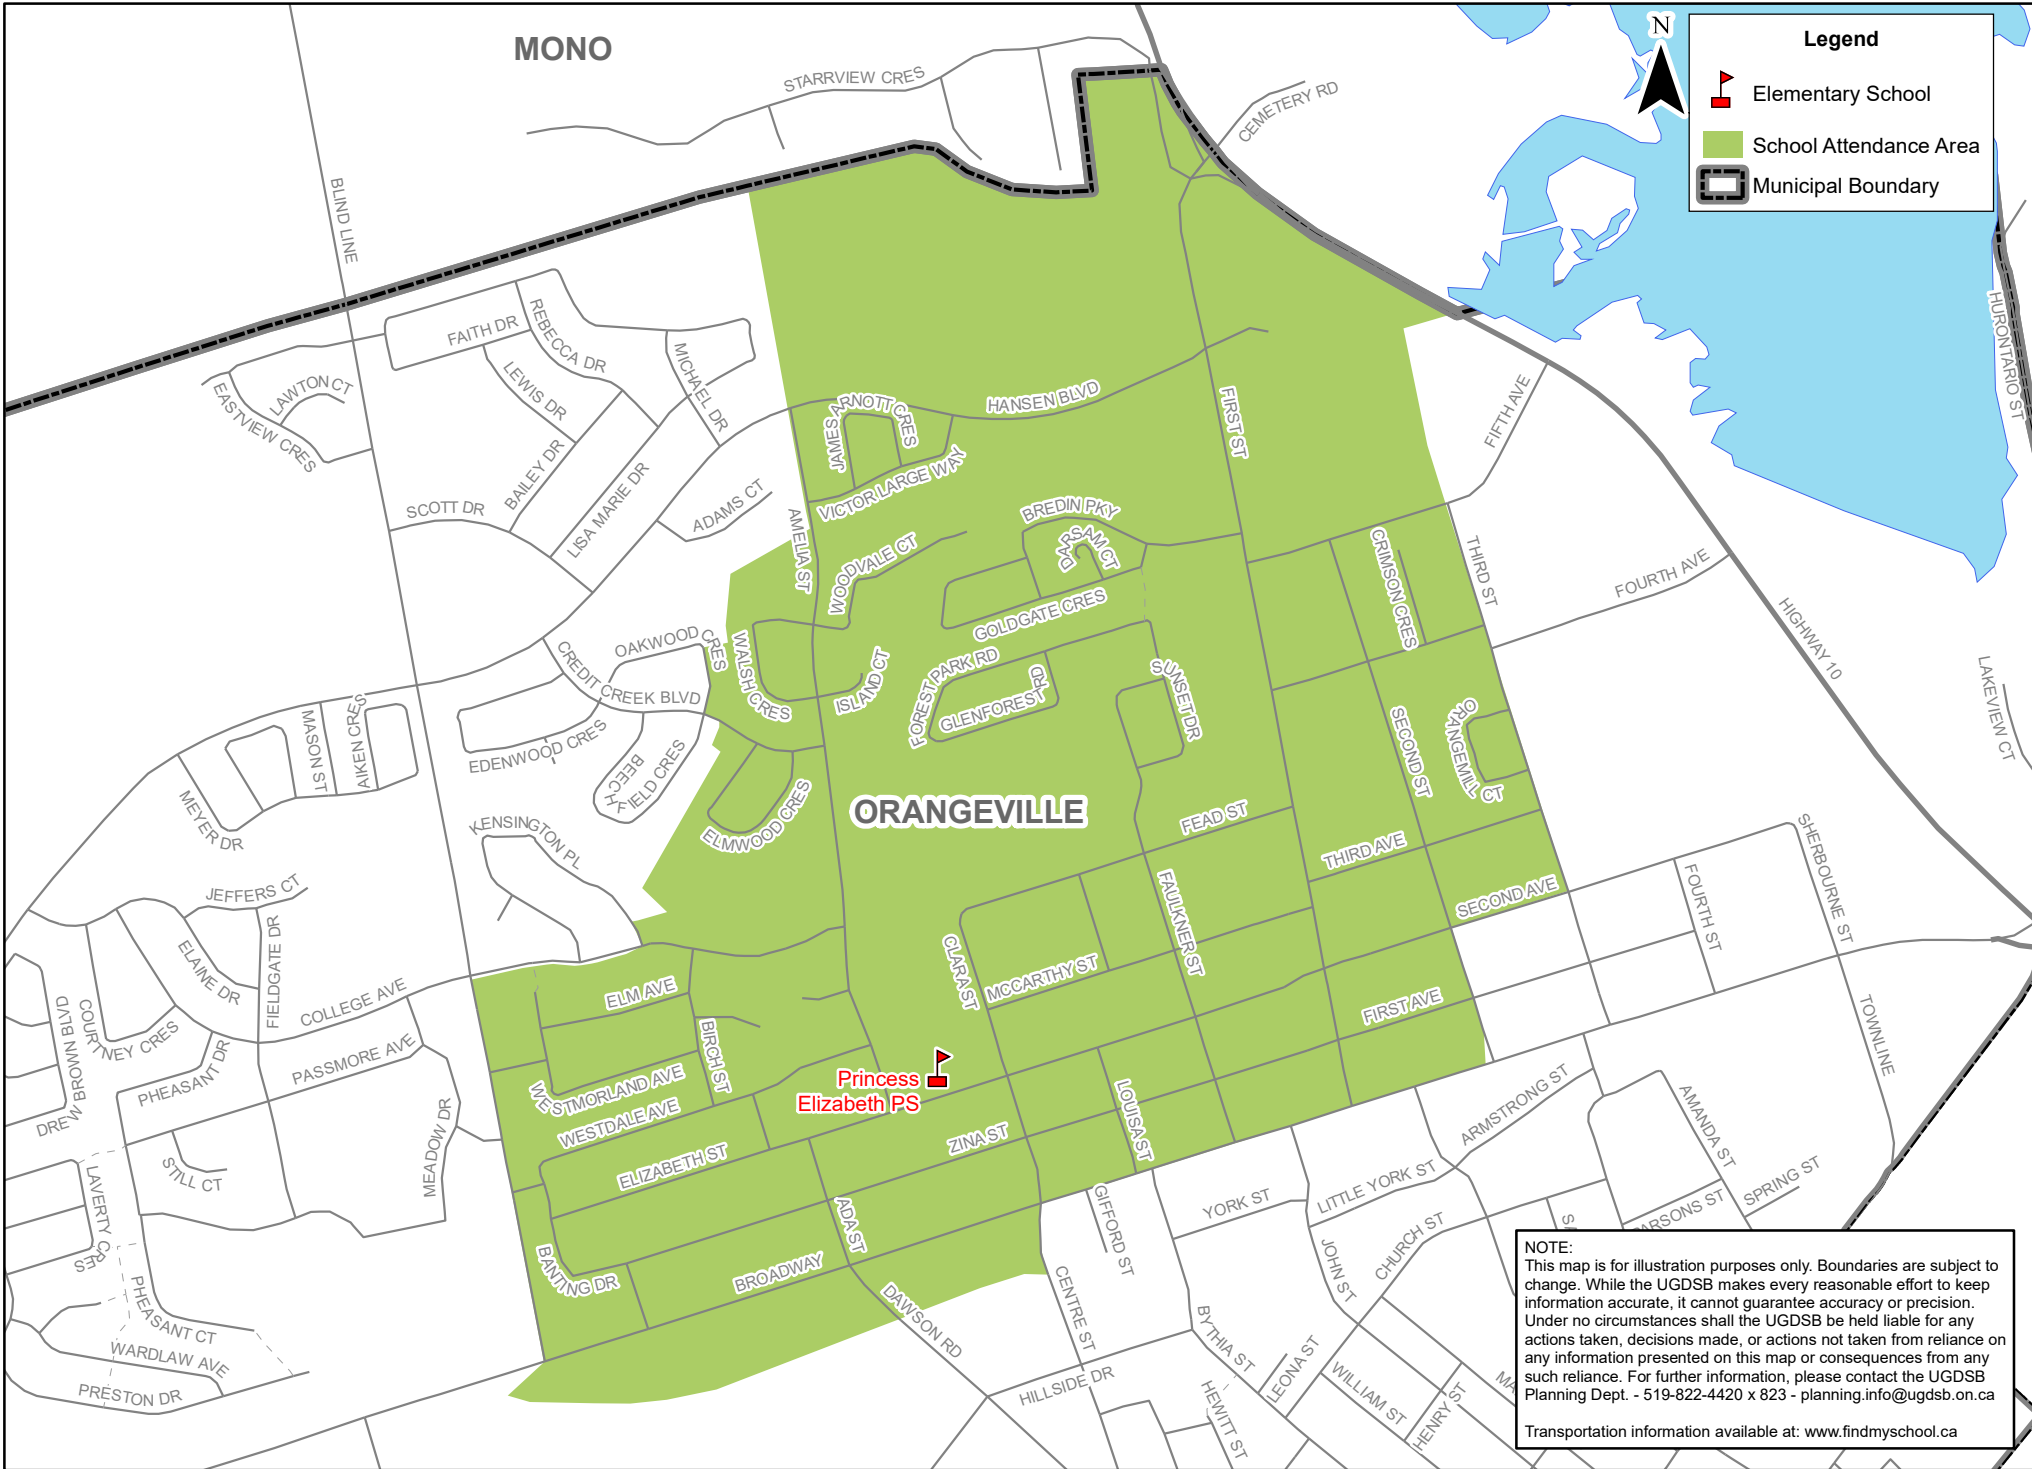 MONO
STARRVIEW CRES
CEMETERY RD
N
Legend
Elementary School
School Attendance Area
Municipal Boundary
BLIND LINE
HURONTARIO ST
FAITH DR
REBECCA DR
LEWIS DR
MICHAEL DR
LAWTON CT
EASTVIEW CRES
BAILEY DR
LISA MARIE DR
SCOTT DR
ADAMS CT
JAMES ARNOTT CRES
HANSEN BLVD
FIRST ST
FIFTH AVE
VICTOR LARGE WAY
AMELIA ST
WOODVALE CT
BREDIN PKY
DARSAM CT
GOLDGATE CRES
CRIMSON CRES
THIRD ST
FOURTH AVE
HIGHWAY 10
LAKEVIEW CT
OAKWOOD CRES
CREDIT CREEK BLVD
WALSH CRES
ISLAND CT
FOREST PARK RD
GLENFOREST RD
SUNSET DR
SECOND ST
ORANGEMILL CT
MASON ST
AIKEN CRES
EDENWOOD CRES
BEECHFIELD CRES
MEYER DR
KENSINGTON PL
ELMWOOD CRES
ORANGEVILLE
FEAD ST
THIRD AVE
SECOND AVE
SHERBOURNE ST
FOURTH ST
JEFFERS CT
ELAINE DR
FIELDGATE DR
COLLEGE AVE
FAULKNER ST
CLARA ST
MCCARTHY ST
FIRST AVE
TOWNLINE
DREW BROWN BLVD
COURTNEY CRES
PHEASANT DR
PASSMORE AVE
ELM AVE
BIRCH ST
WESTMORLAND AVE
WESTDALE AVE
Princess
Elizabeth PS
LOUISA ST
ARMSTRONG ST
AMANDA ST
STILL CT
MEADOW DR
ELIZABETH ST
ZINA ST
LAVERTY CRES
ADA ST
GIFFORD ST
YORK ST
LITTLE YORK ST
CHURCH ST
JOHN ST
PARSONS ST
SPRING ST
BANTING DR
BROADWAY
DAWSON RD
CENTRE ST
BYTHIA ST
PHEASANT CT
WARDLAW AVE
PRESTON DR
HILLSIDE DR
HEWITT ST
LEONA ST
WILLIAM ST
HENRY ST
NOTE:
This map is for illustration purposes only. Boundaries are subject to
change. While the UGDSB makes every reasonable effort to keep
information accurate, it cannot guarantee accuracy or precision.
Under no circumstances shall the UGDSB be held liable for any
actions taken, decisions made, or actions not taken from reliance on
any information presented on this map or consequences from any
such reliance. For further information, please contact the UGDSB
Planning Dept. - 519-822-4420 x 823 - planning.info@ugdsb.on.ca
Transportation information available at: www.findmyschool.ca